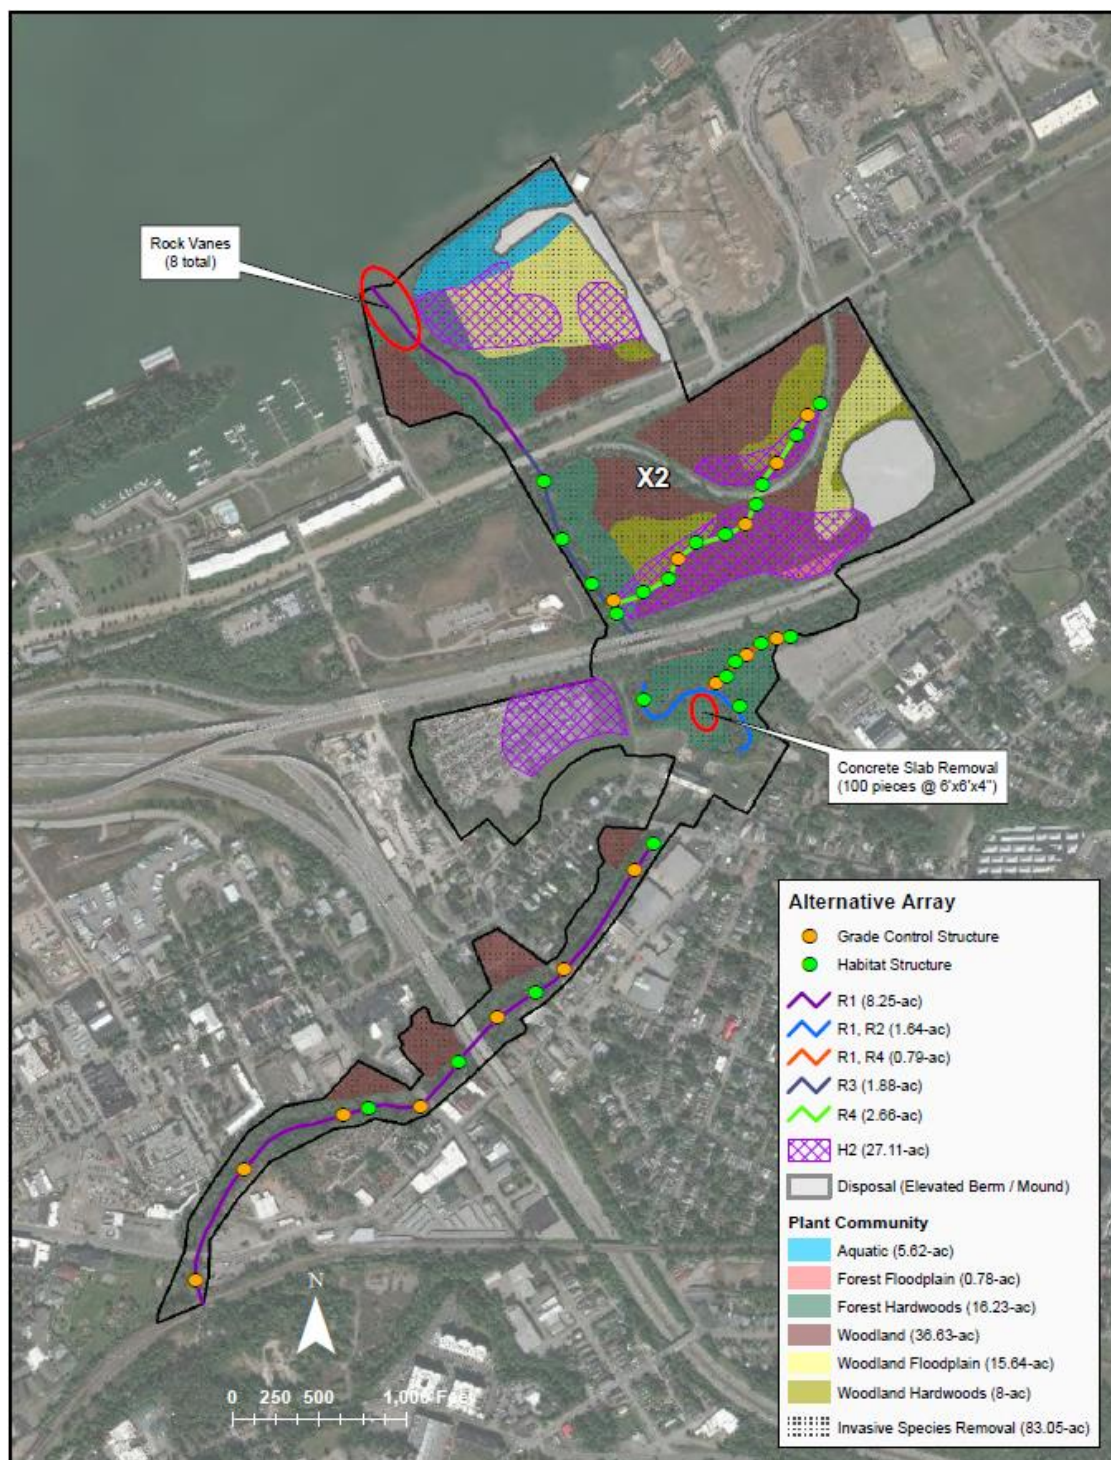 Rock Vanes
(8 total)
X2
Concrete Slab Removal
(100 pieces @ 6'x6'x4")
Alternative Array
Grade Control Structure
Habitat Structure
R1 (8.25-ac)
R1, R2 (1.64-ac)
R1, R4 (0.79-ac)
R3 (1.88-ac)
R4 (2.66-ac)
H2 (27.11-ac)
Disposal (Elevated Berm / Mound)
Plant Community
Aquatic (5.62-ac)
Forest Floodplain (0.78-ac)
Forest Hardwoods (16.23-ac)
Woodland (36.63-ac)
Woodland Floodplain (15.64-ac)
Woodland Hardwoods (8-ac)
Invasive Species Removal (83.05-ac)
N
0 250 500 1,000 Feet